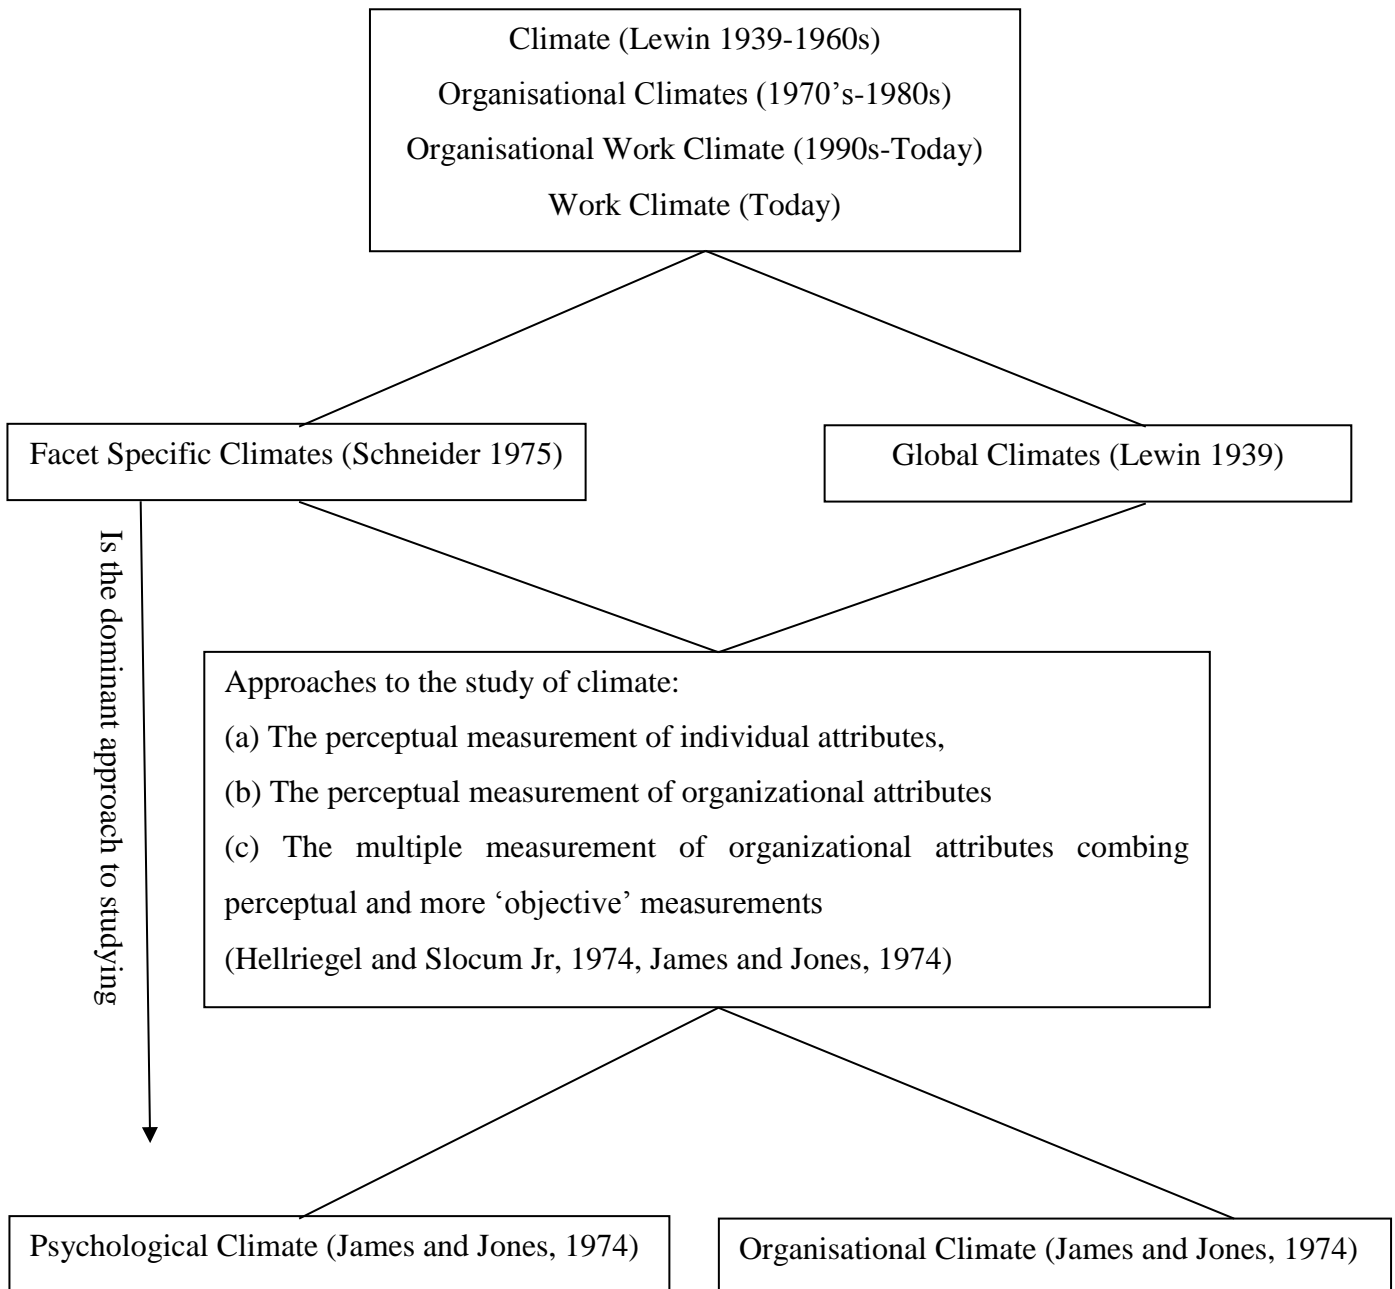 Climate (Lewin 1939-1960s)
Organisational Climates (1970’s-1980s)
Organisational Work Climate (1990s-Today)
Work Climate (Today)
Facet Specific Climates (Schneider 1975)
Global Climates (Lewin 1939)
Is the dominant approach to studying
Approaches to the study of climate:
(a) The perceptual measurement of individual attributes,
(b) The perceptual measurement of organizational attributes
(c) The multiple measurement of organizational attributes combing
perceptual and more ‘objective’ measurements
(Hellriegel and Slocum Jr, 1974, James and Jones, 1974)
Psychological Climate (James and Jones, 1974)
Organisational Climate (James and Jones, 1974)